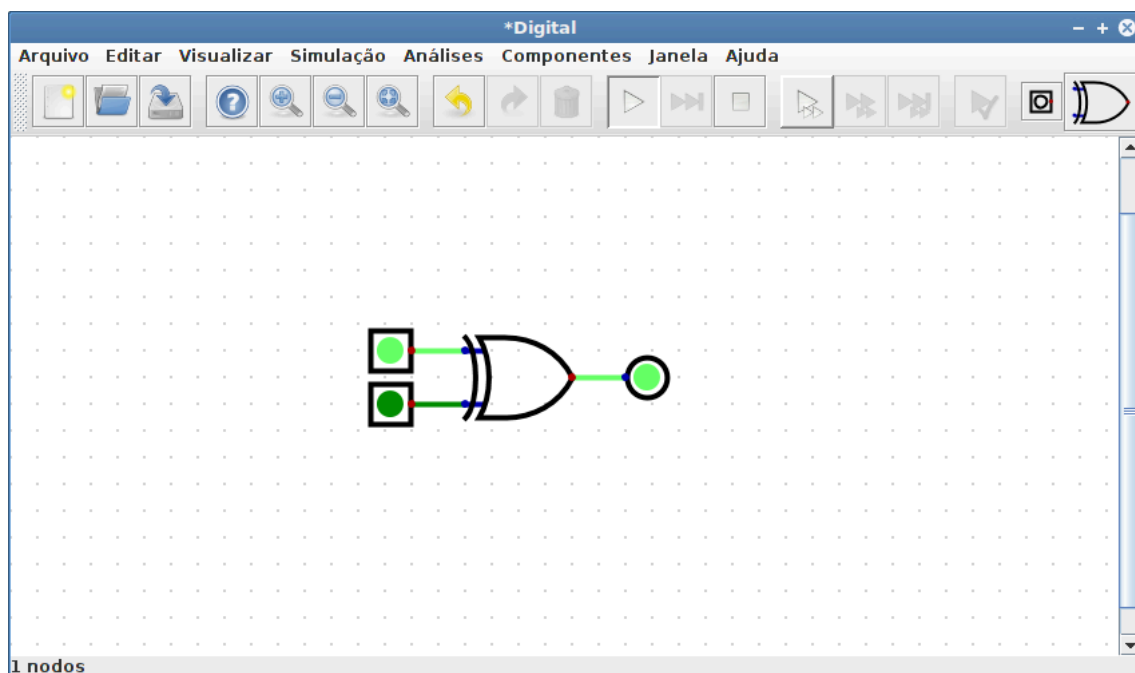 *Digital
Arquivo Editar Visualizar Simulação Análises Componentes Janela Ajuda
1 nodos